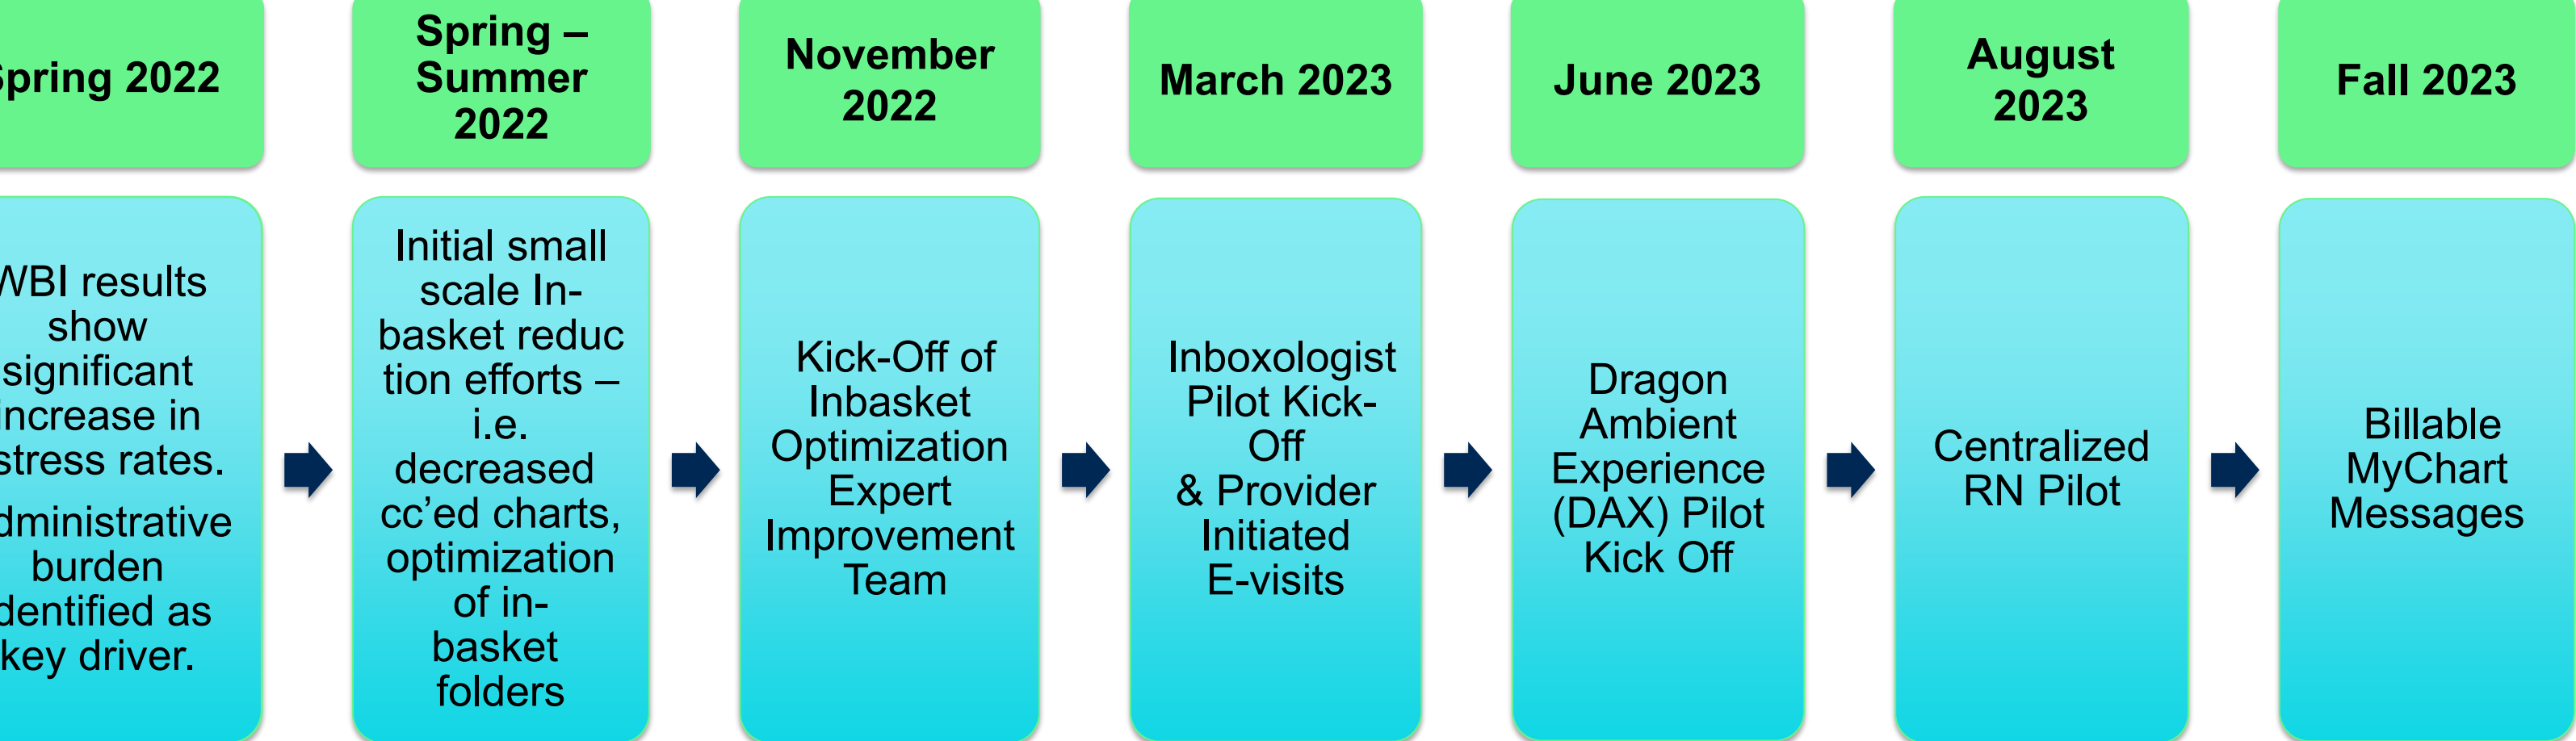 Spring 2022
WBI results
show
significant
increase in
stress rates.
administrative
burden
identified as
key driver.
Spring –
Summer
2022
Initial small
scale In-
basket reduc
tion efforts –
i.e.
decreased
cc’ed charts,
optimization
of in-
basket
folders
November
2022
Kick-Off of
Inbasket
Optimization
Expert
Improvement
Team
March 2023
Inboxologist
Pilot Kick-
Off
& Provider
Initiated
E-visits
June 2023
Dragon
Ambient
Experience
(DAX) Pilot
Kick Off
August
2023
Centralized
RN Pilot
Fall 2023
Billable
MyChart
Messages